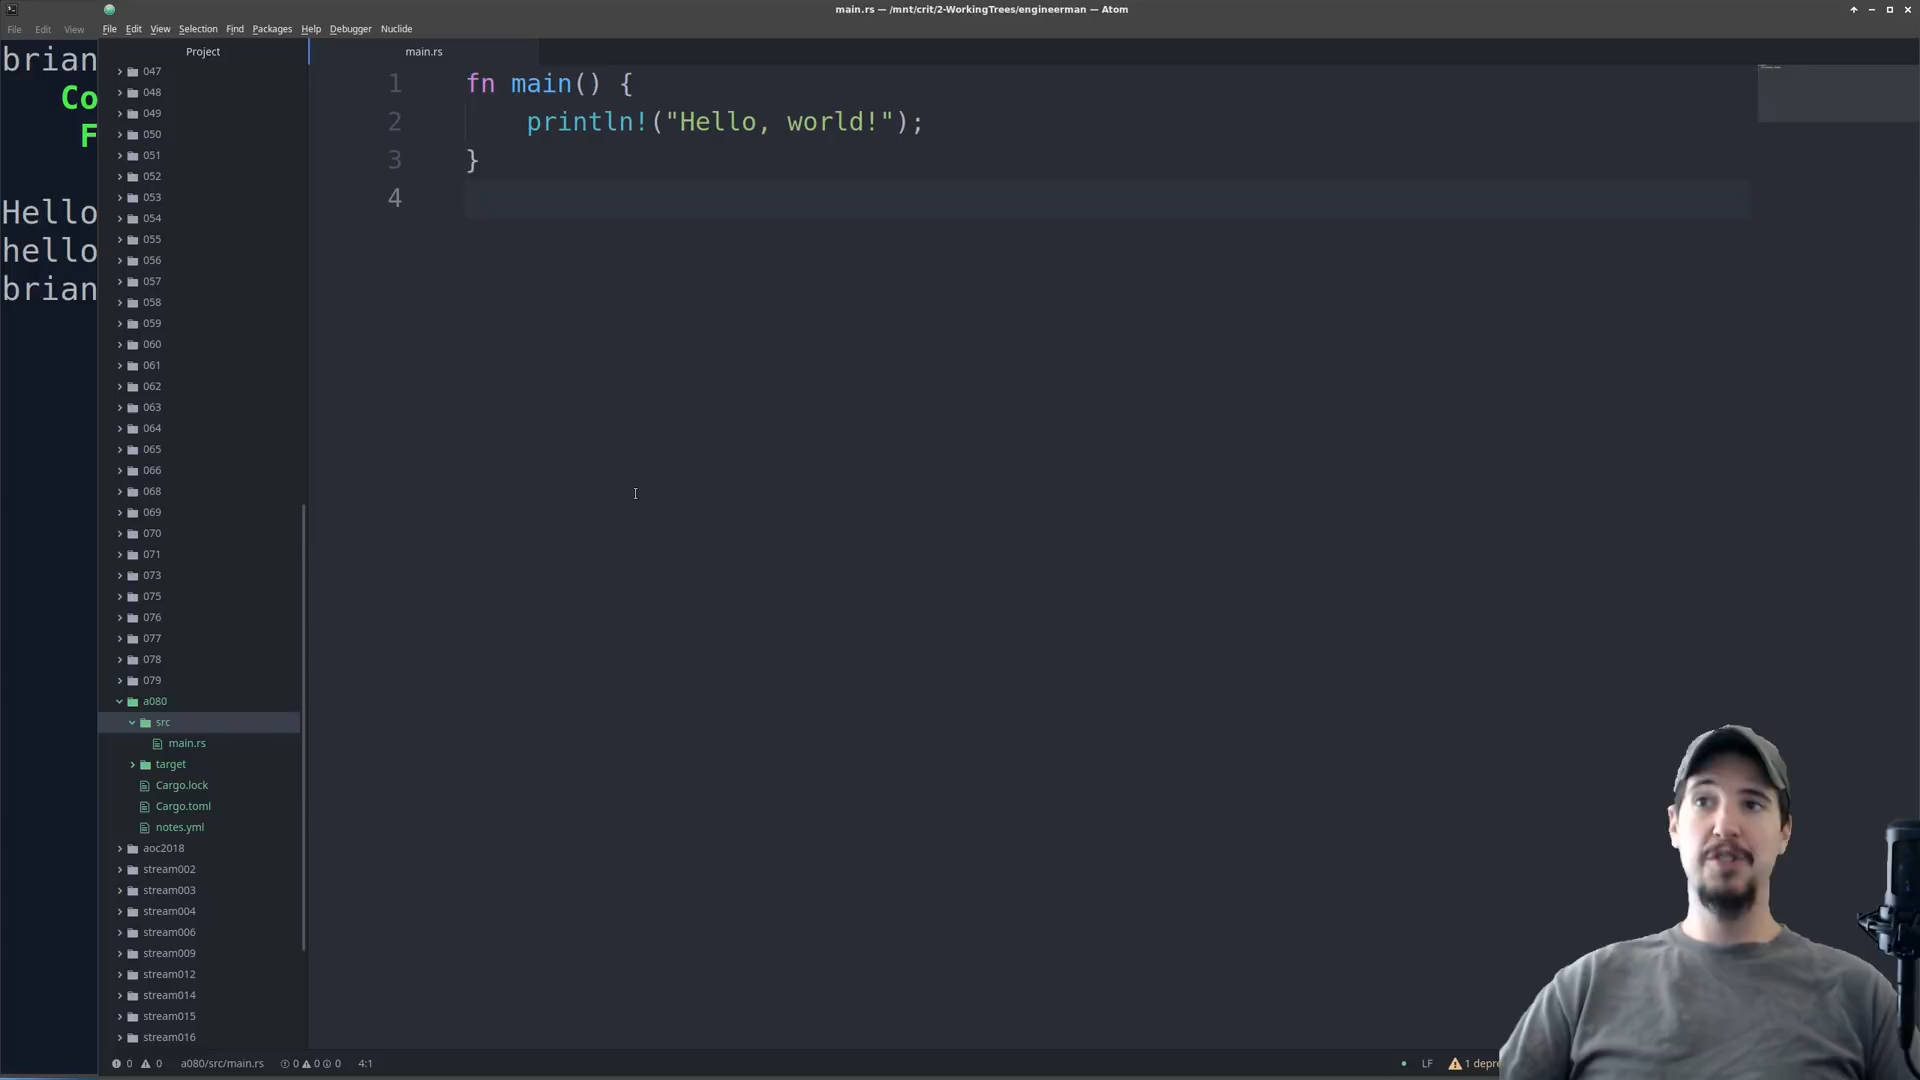 main.rs — /mnt/crit/2-WorkingTrees/engineerman — Atom
File Edit View
File Edit View Selection Find Packages Help Debugger Nuclide
brian
Co
F
Hello
hello
brian
Project
047
048
049
050
051
052
053
054
055
056
057
058
059
060
061
062
063
064
065
066
068
069
070
071
073
075
076
077
078
079
a080
src
main.rs
target
Cargo.lock
Cargo.toml
notes.yml
aoc2018
stream002
stream003
stream004
stream006
stream009
stream012
stream014
stream015
stream016
main.rs
1 fn main() {
2 println!("Hello, world!");
3 }
4
0 0 a080/src/main.rs 0 0 0 4:1 LF 1 depre